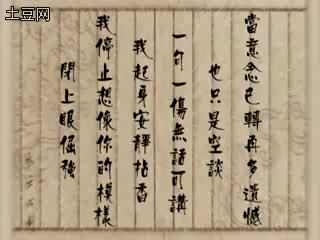 土豆网
當意念已轉再多遺憾
也只是空談
一句一傷無話可講
我起身安靜拈香
我停止想像你的模樣
閉上眼倔強